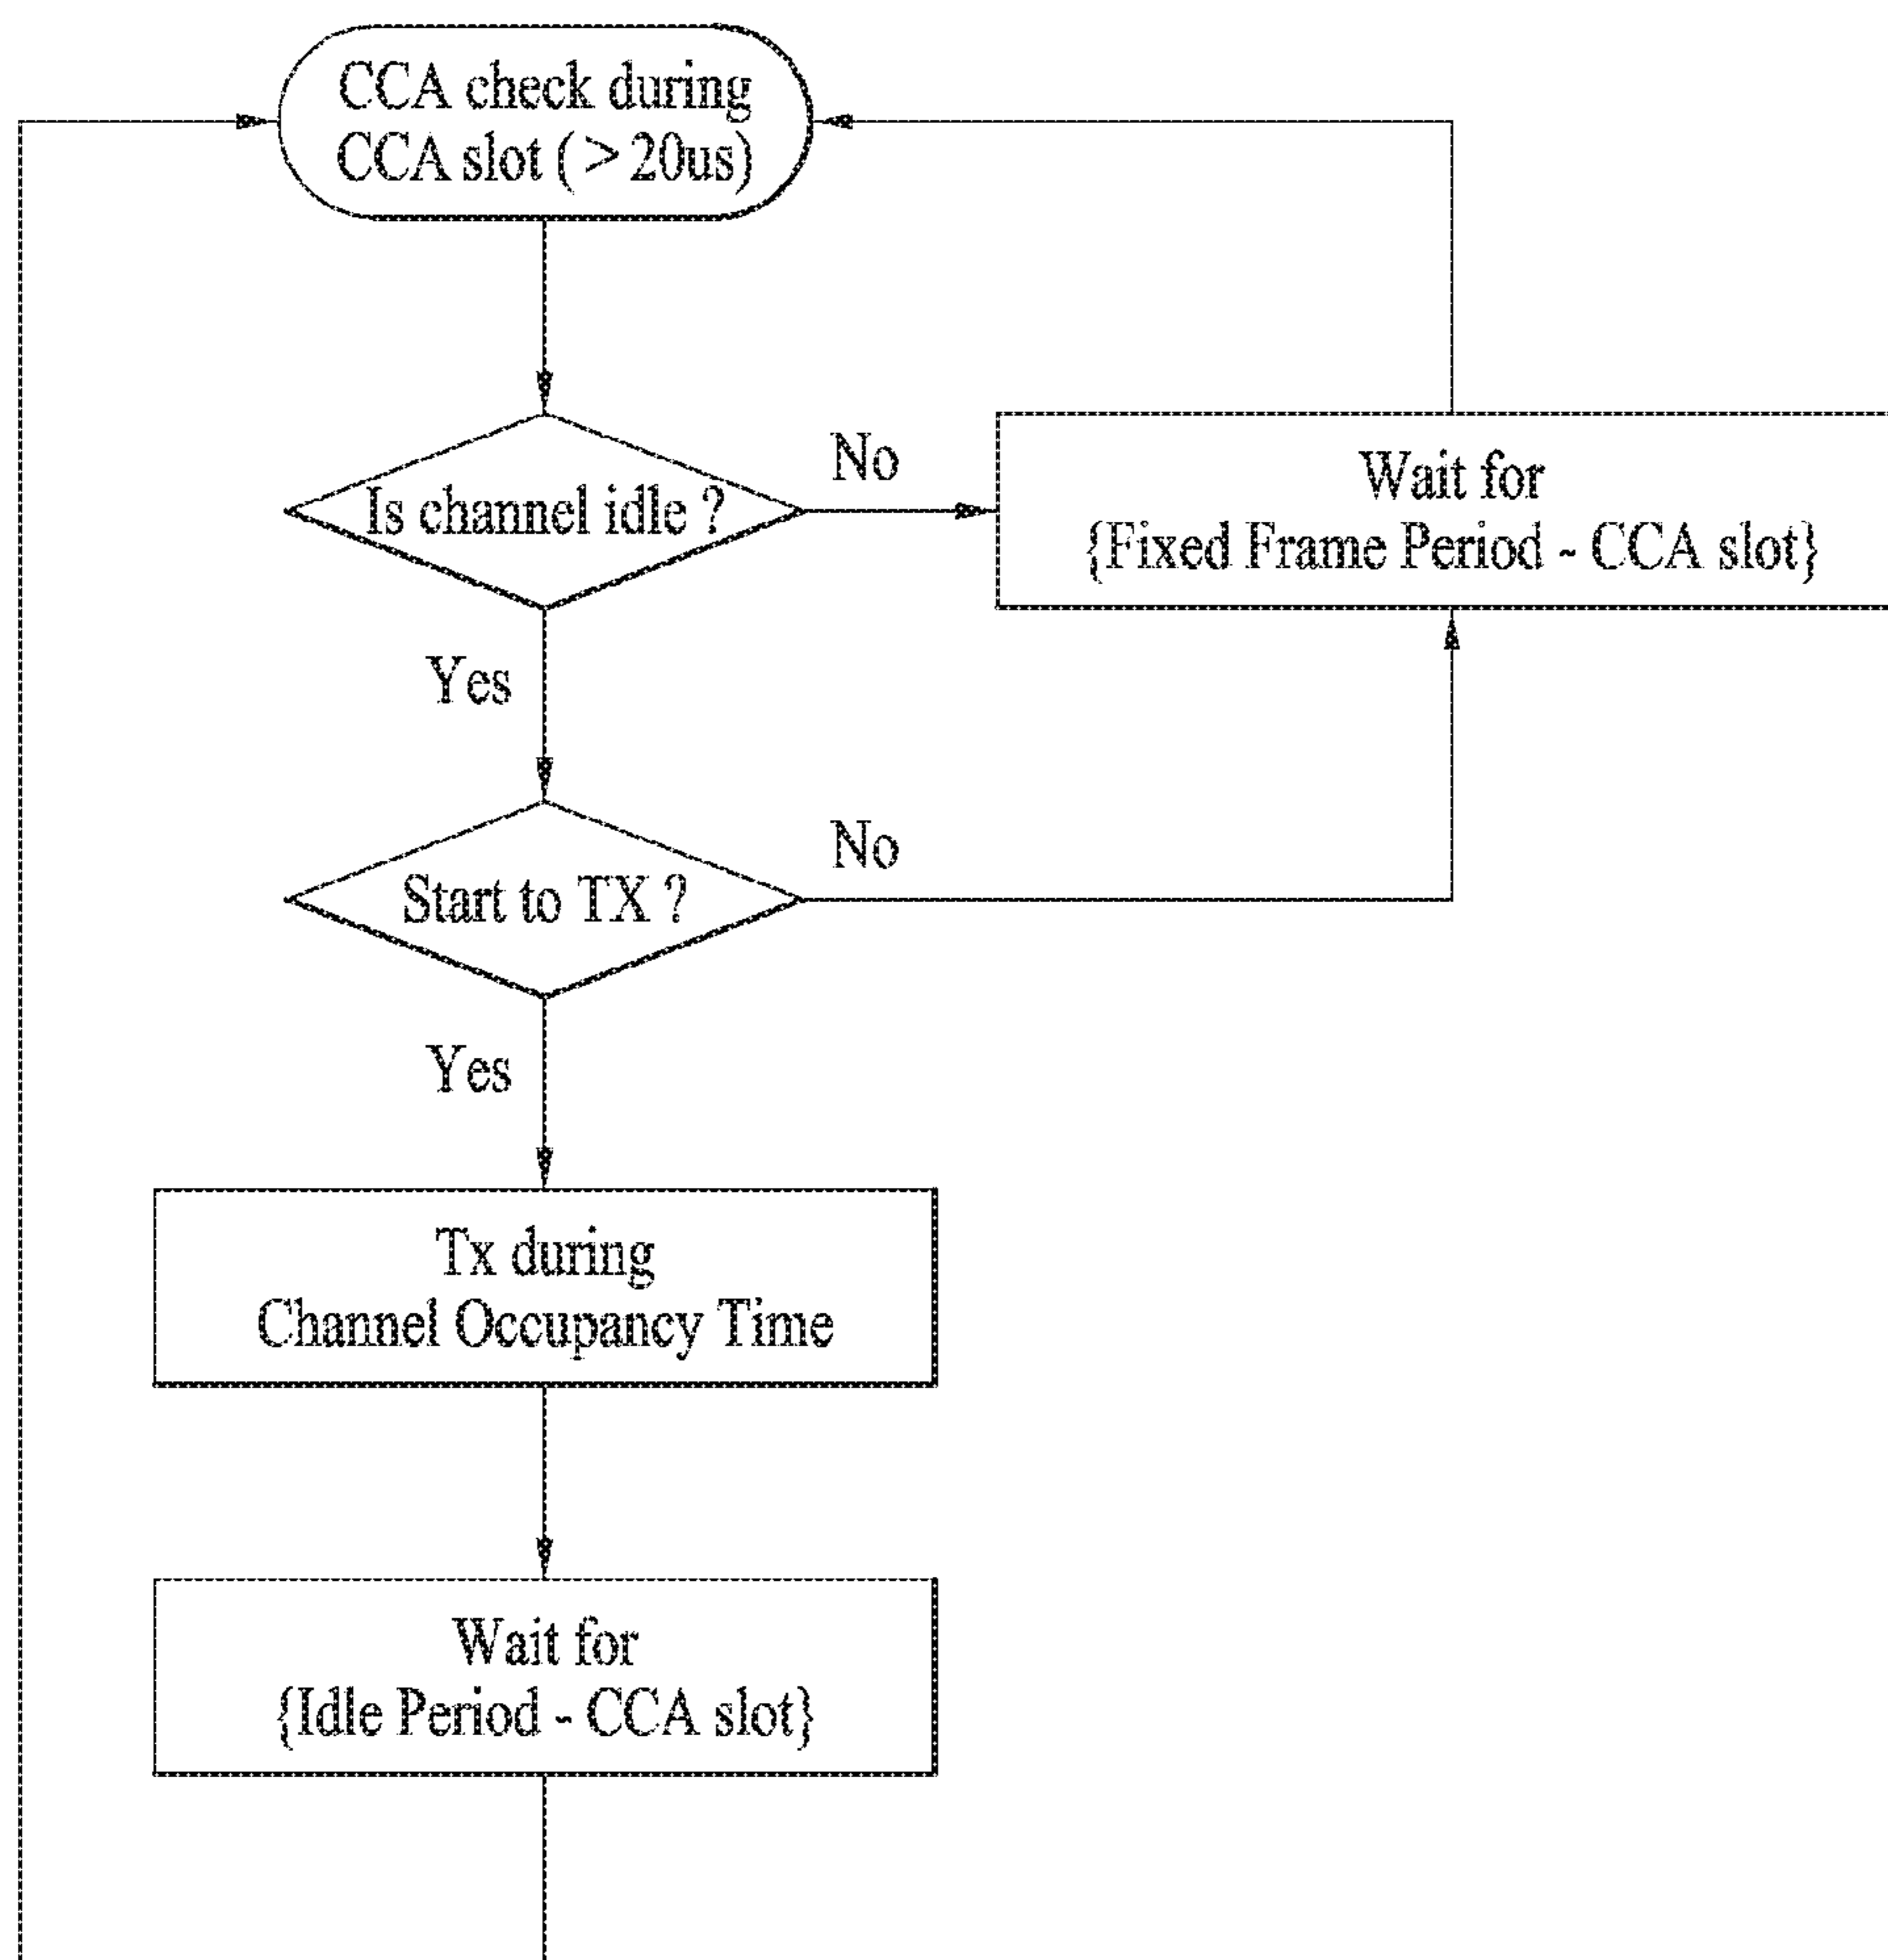 CCA check during
CCA slot ( > 20us)
Is channel idle ?
No
Wait for
{Fixed Frame Period - CCA slot}
Yes
Start to TX ?
No
Yes
Tx during
Channel Occupancy Time
Wait for
{Idle Period - CCA slot}